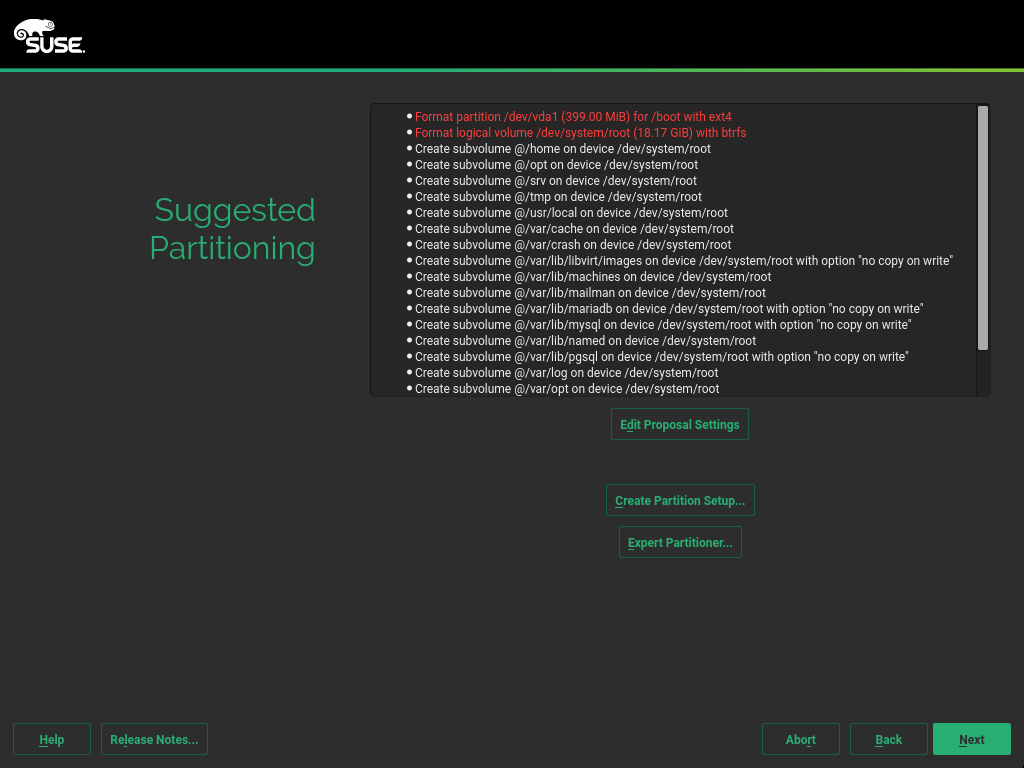 SUSE.
Suggested
Partitioning
• Format partition /dev/vda1 (399.00 MiB) for /boot with ext4
• Format logical volume /dev/system/root (18.17 GiB) with btrfs
• Create subvolume @/home on device /dev/system/root
• Create subvolume @/opt on device /dev/system/root
• Create subvolume @/srv on device /dev/system/root
• Create subvolume @/tmp on device /dev/system/root
• Create subvolume @/usr/local on device /dev/system/root
• Create subvolume @/var/cache on device /dev/system/root
• Create subvolume @/var/crash on device /dev/system/root
• Create subvolume @/var/lib/libvirt/images on device /dev/system/root with option "no copy on write"
• Create subvolume @/var/lib/machines on device /dev/system/root
• Create subvolume @/var/lib/mailman on device /dev/system/root
• Create subvolume @/var/lib/mariadb on device /dev/system/root with option "no copy on write"
• Create subvolume @/var/lib/mysql on device /dev/system/root with option "no copy on write"
• Create subvolume @/var/lib/named on device /dev/system/root
• Create subvolume @/var/lib/pgsql on device /dev/system/root with option "no copy on write"
• Create subvolume @/var/log on device /dev/system/root
• Create subvolume @/var/opt on device /dev/system/root
Edit Proposal Settings
Create Partition Setup...
Expert Partitioner...
Help
Release Notes...
Abort
Back
Next